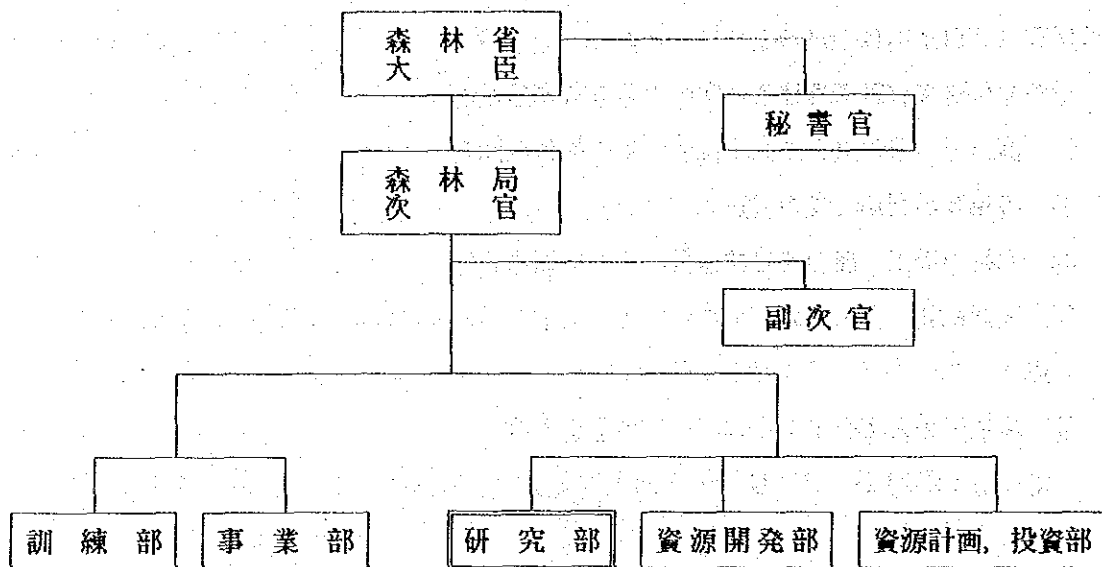 森林省
大臣
秘書官
森林局
次官
副次官
訓練部
事業部
研究部
資源開発部
資源計画，投資部